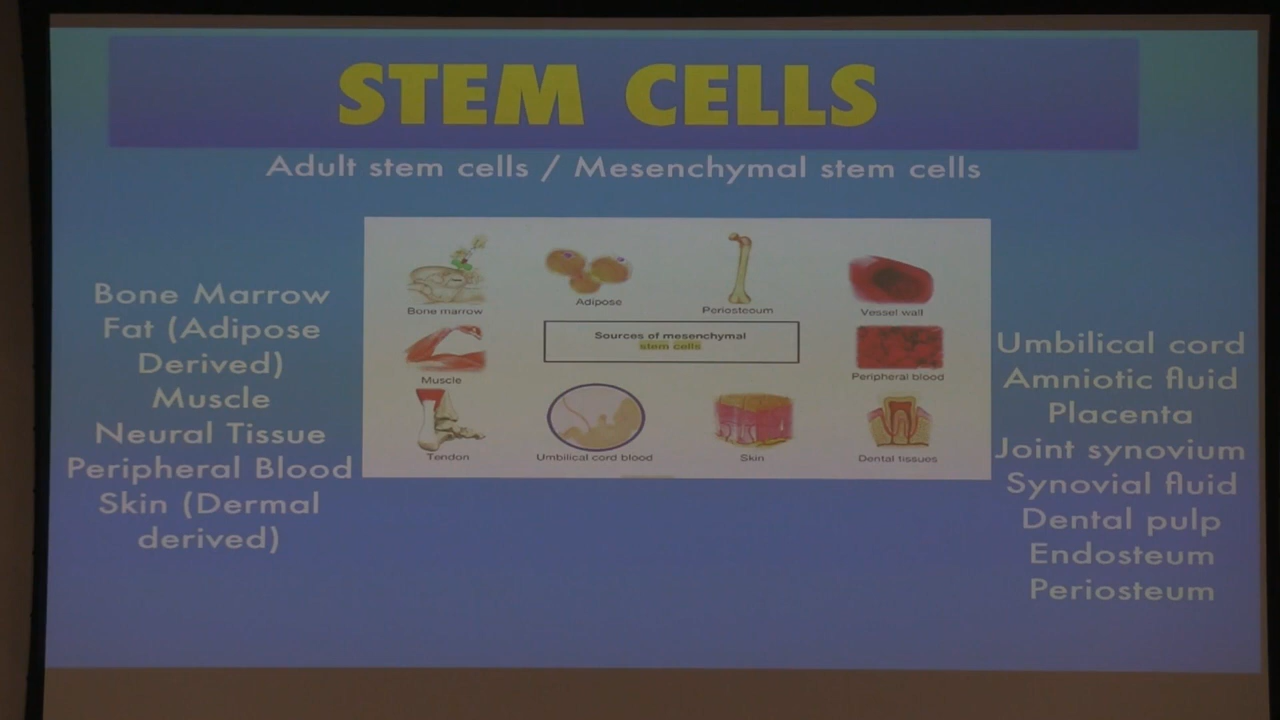 STEM CELLS
Adult stem cells / Mesenchymal stem cells
Bone Marrow
Fat (Adipose
Derived)
Muscle
Neural Tissue
Peripheral Blood
Skin (Dermal
derived)
Bone marrow
Adipose
Periosteoum
Vessel wall
Sources of mesenchymal
stem cells
Muscle
Peripheral blood
Tendon
Umbilical cord blood
Skin
Dental tissues
Umbilical cord
Amniotic fluid
Placenta
Joint synovium
Synovial fluid
Dental pulp
Endosteum
Periosteum